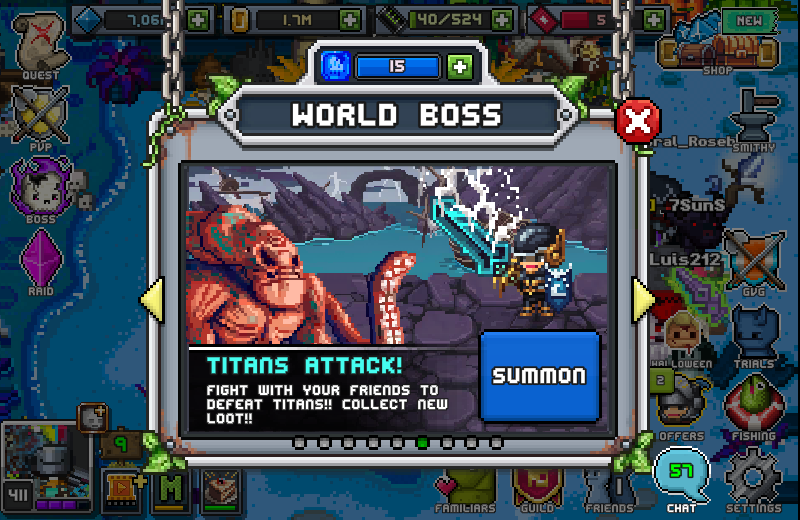 1.7M
40/524
5
NEW
QUEST
15
SHOP
WORLD BOSS
PVP
SMITHY
7SunS
BOSS
Luis212
RAID
GVG
TRIALS
TITANS ATTACK!
SUMMON
FIGHT WITH YOUR FRIENDS TO
DEFEAT TITANS!! COLLECT NEW
LOOT!!
2
OFFERS
FISHING
9
57
411
M
FAMILIARS
GUILD
FRIENDS
CHAT
SETTINGS